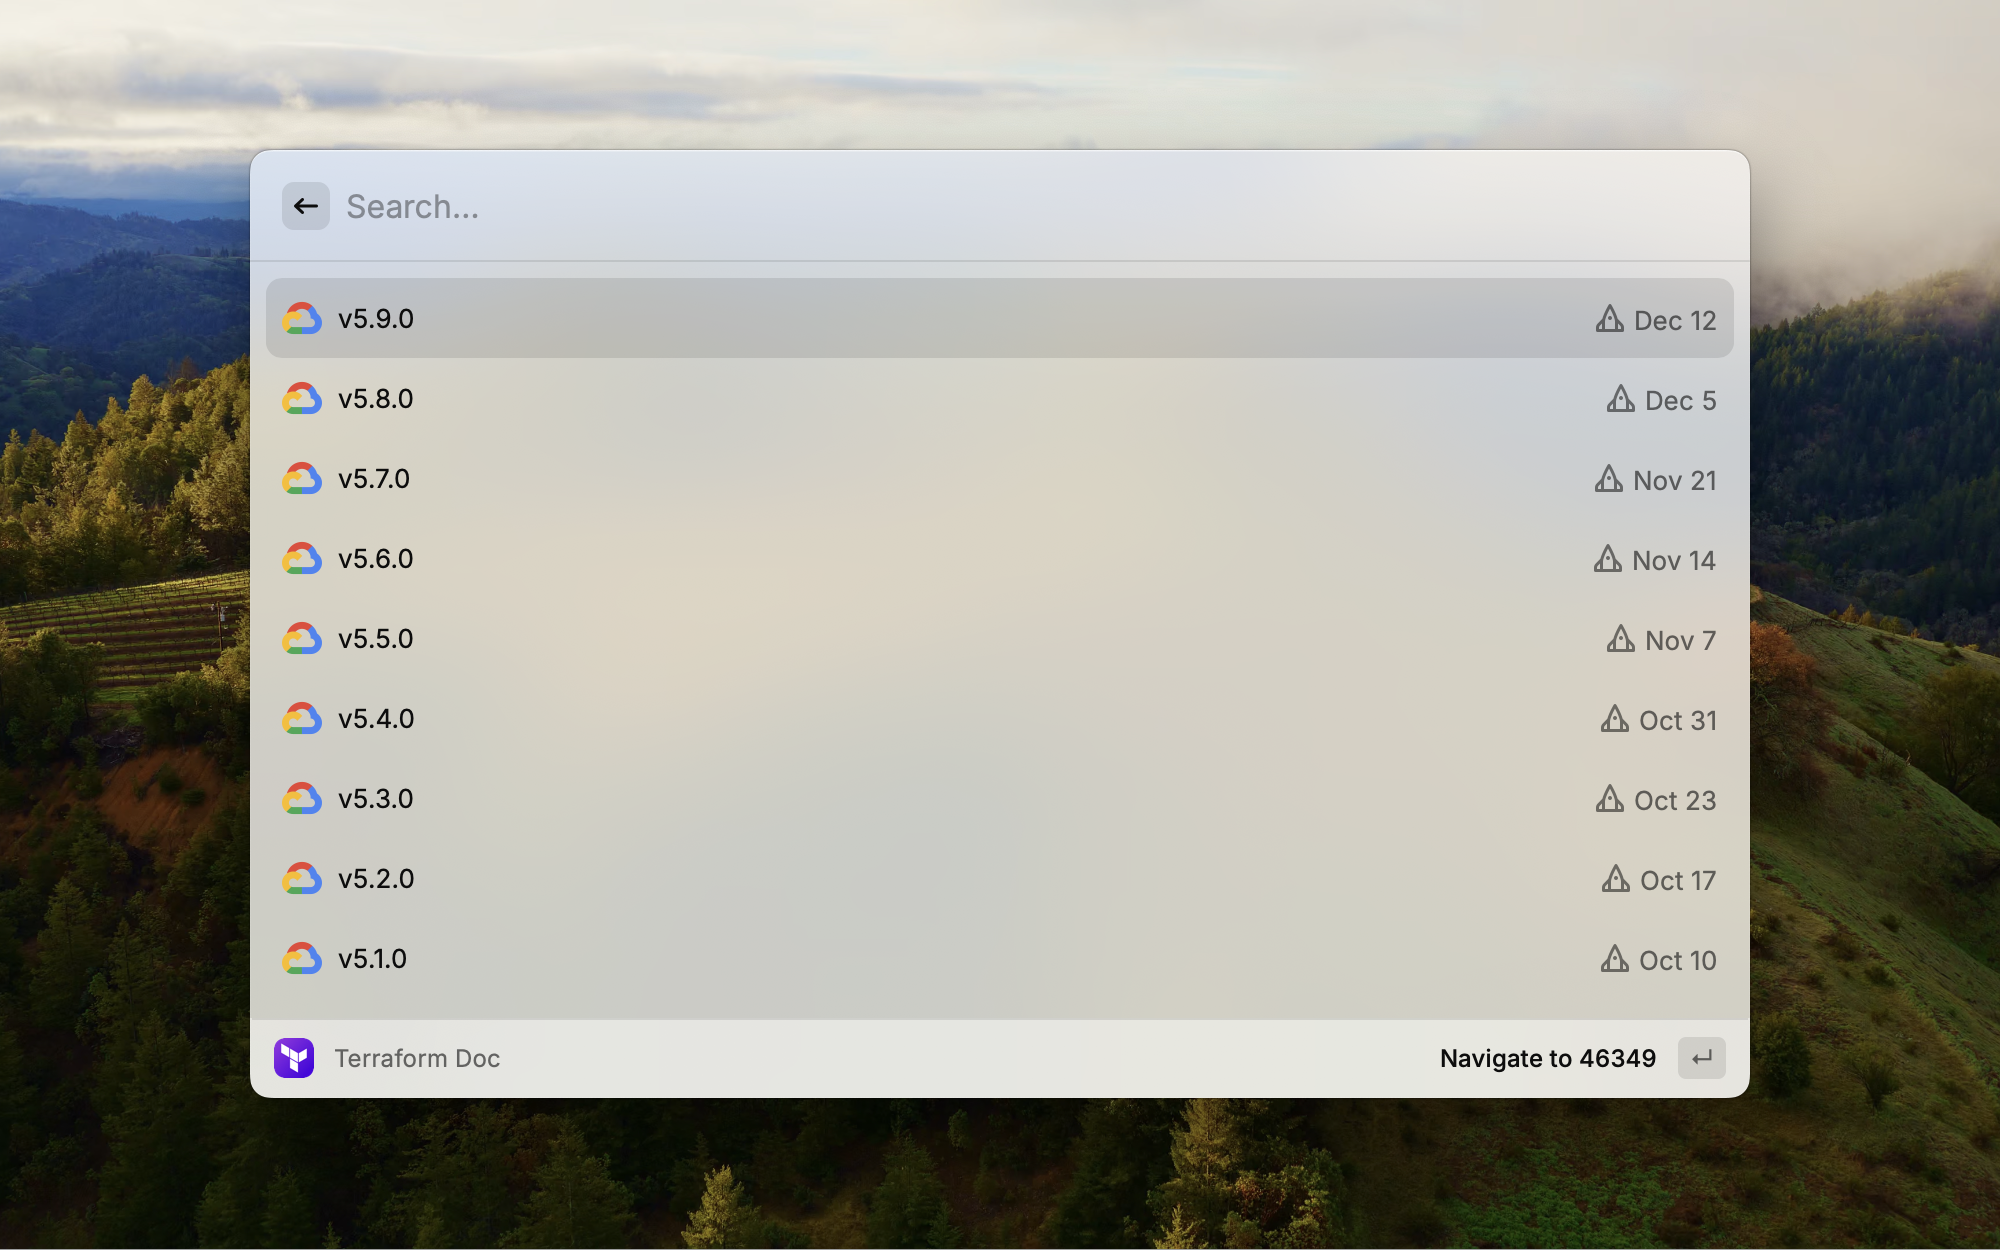 Search...
v5.9.0 Dec 12
v5.8.0 Dec 5
v5.7.0 Nov 21
v5.6.0 Nov 14
v5.5.0 Nov 7
v5.4.0 Oct 31
v5.3.0 Oct 23
v5.2.0 Oct 17
v5.1.0 Oct 10
Terraform Doc Navigate to 46349